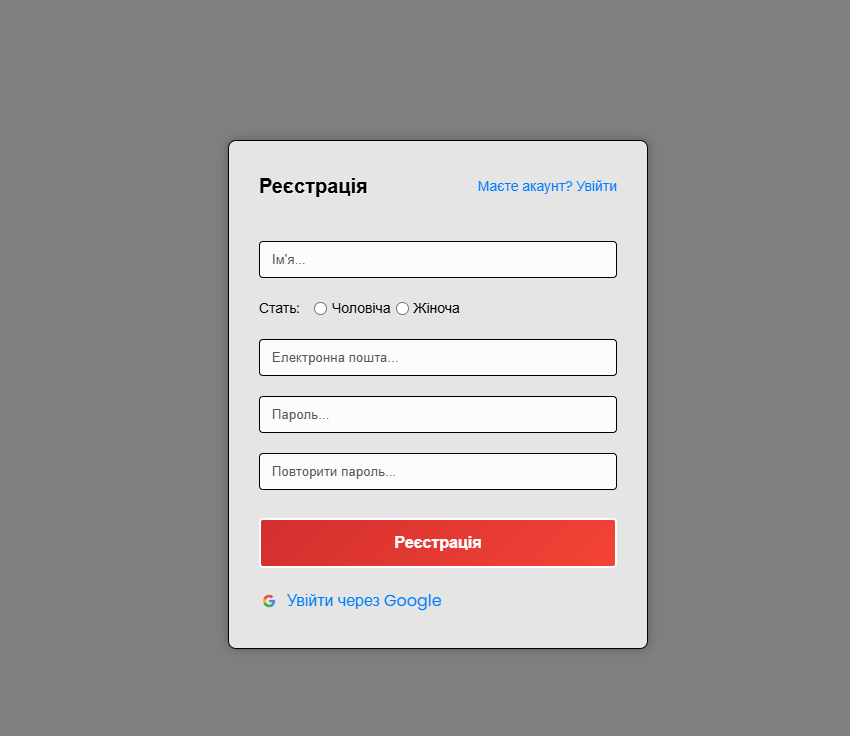 Реєстрація
Маєте акаунт? Увійти
Ім'я...
Стать: Чоловіча Жіноча
Електронна пошта...
Пароль...
Повторити пароль...
Реєстрація
Увійти через Google